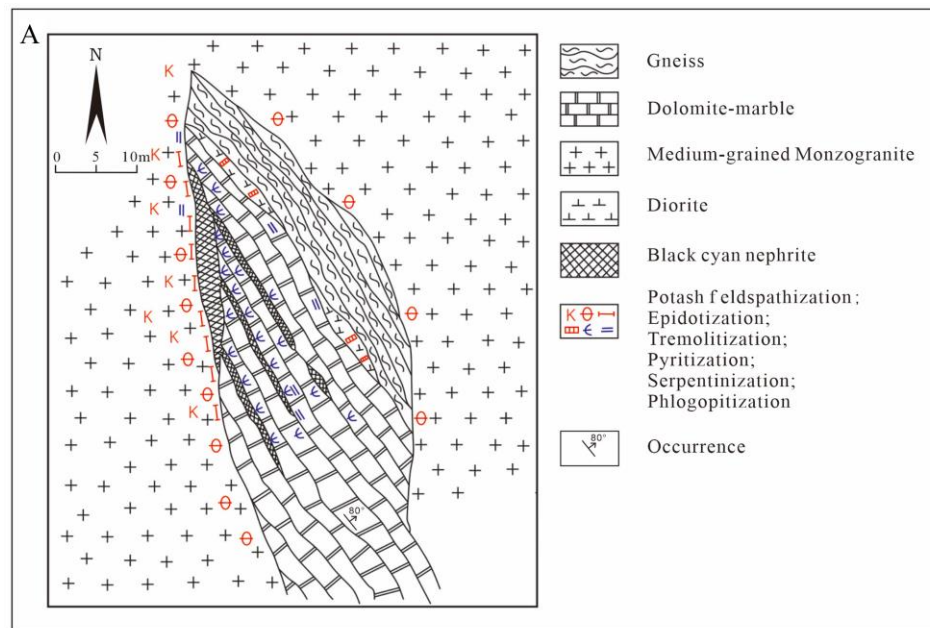 A
N
0 5 10m
K
K
K
K
K
K
K
K
80°
Gneiss
Dolomite-marble
Medium-grained Monzogranite
Diorite
Black cyan nephrite
K
Potash feldspathization;
Epidotization;
Tremolitization;
Pyritization;
Serpentinization;
Phlogopitization
80°
Occurrence